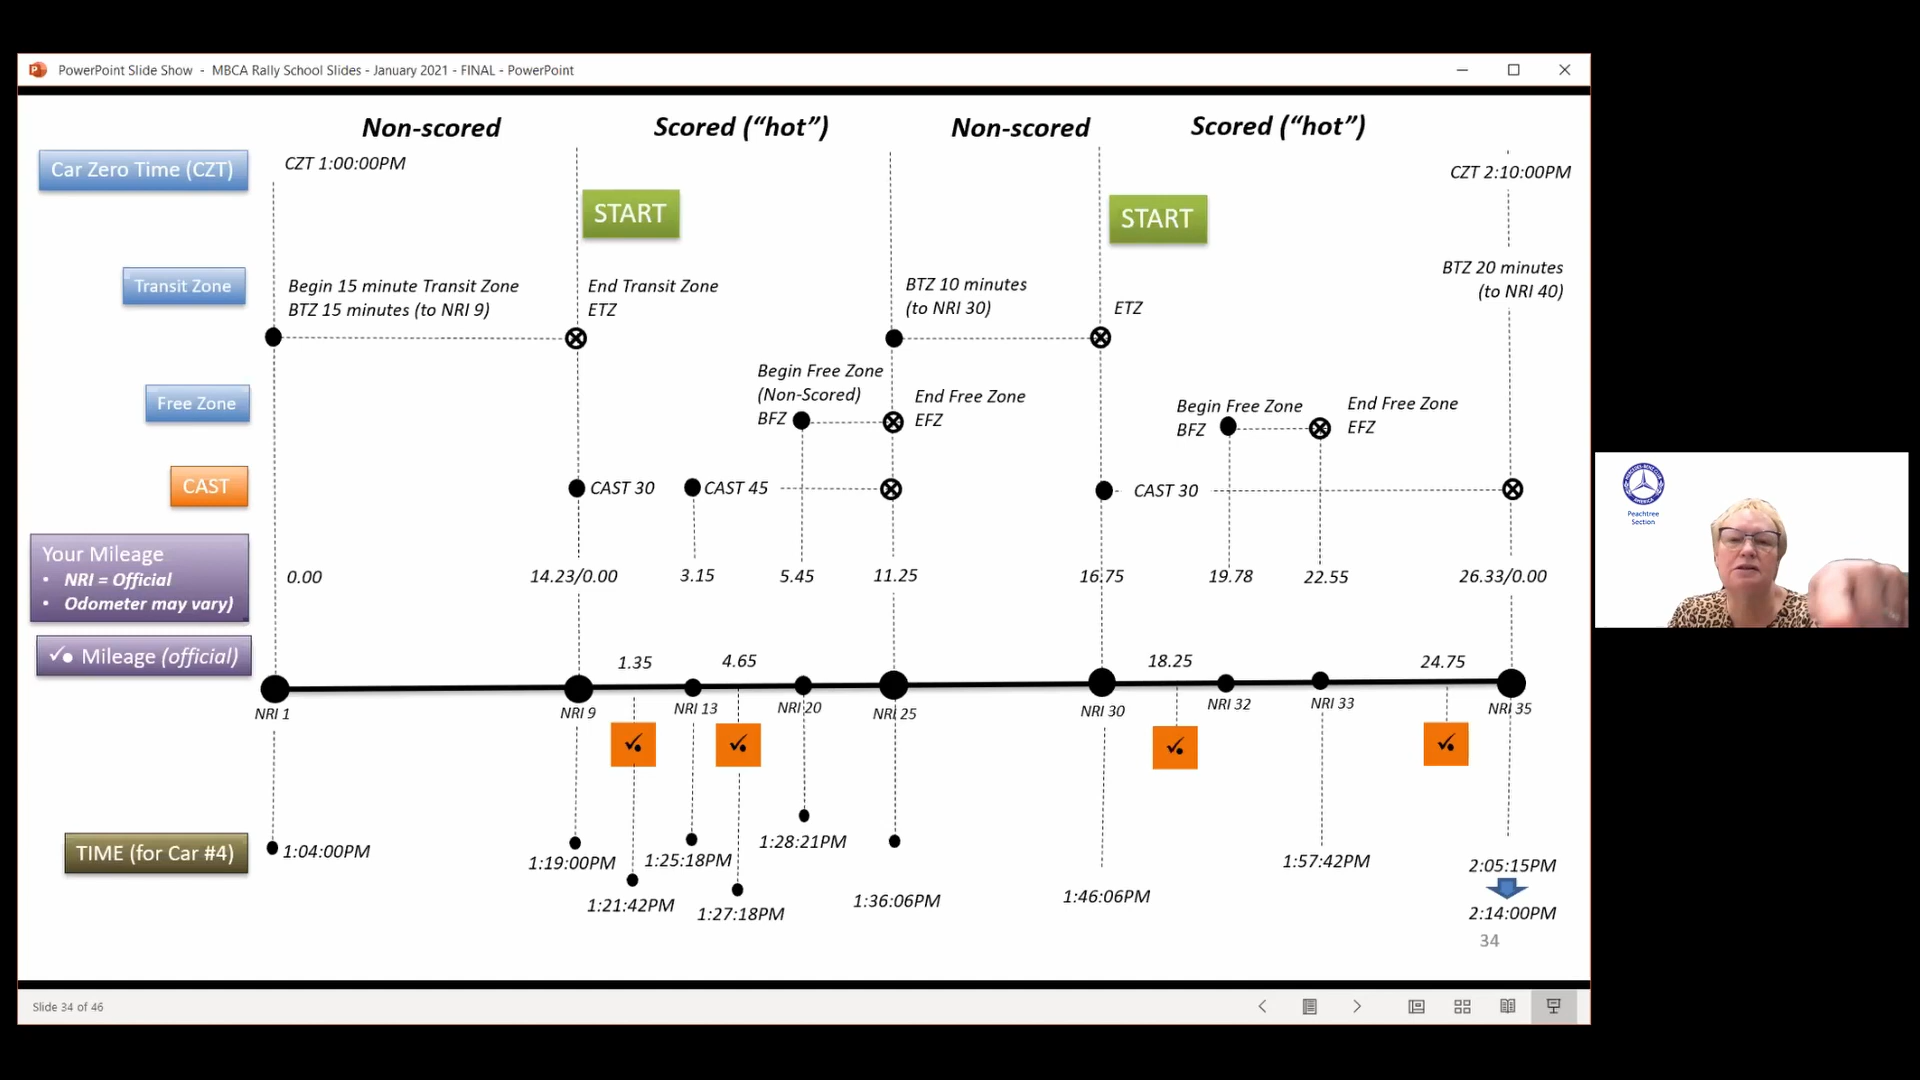 PowerPoint Slide Show - MBCA Rally School Slides - January 2021 - FINAL - PowerPoint
Non-scored
Scored (“hot”)
Non-scored
Scored (“hot”)
Car Zero Time (CZT)
CZT 1:00:00PM
CZT 2:10:00PM
START
START
Transit Zone
Begin 15 minute Transit Zone
BTZ 15 minutes (to NRI 9)
End Transit Zone
ETZ
BTZ 10 minutes
(to NRI 30)
ETZ
BTZ 20 minutes
(to NRI 40)
Free Zone
Begin Free Zone
(Non-Scored)
BFZ
End Free Zone
EFZ
Begin Free Zone
BFZ
End Free Zone
EFZ
CAST
CAST 30
CAST 45
CAST 30
Your Mileage
• NRI = Official
• Odometer may vary)
0.00
14.23/0.00
3.15
5.45
11.25
16.75
19.78
22.55
26.33/0.00
✓• Mileage (official)
1.35
4.65
18.25
24.75
NRI 1
NRI 9
NRI 13
NRI 20
NRI 25
NRI 30
NRI 32
NRI 33
NRI 35
TIME (for Car #4)
1:04:00PM
1:19:00PM
1:21:42PM
1:25:18PM
1:27:18PM
1:28:21PM
1:36:06PM
1:46:06PM
1:57:42PM
2:05:15PM
2:14:00PM
34
Slide 34 of 46
Peachtree
Section